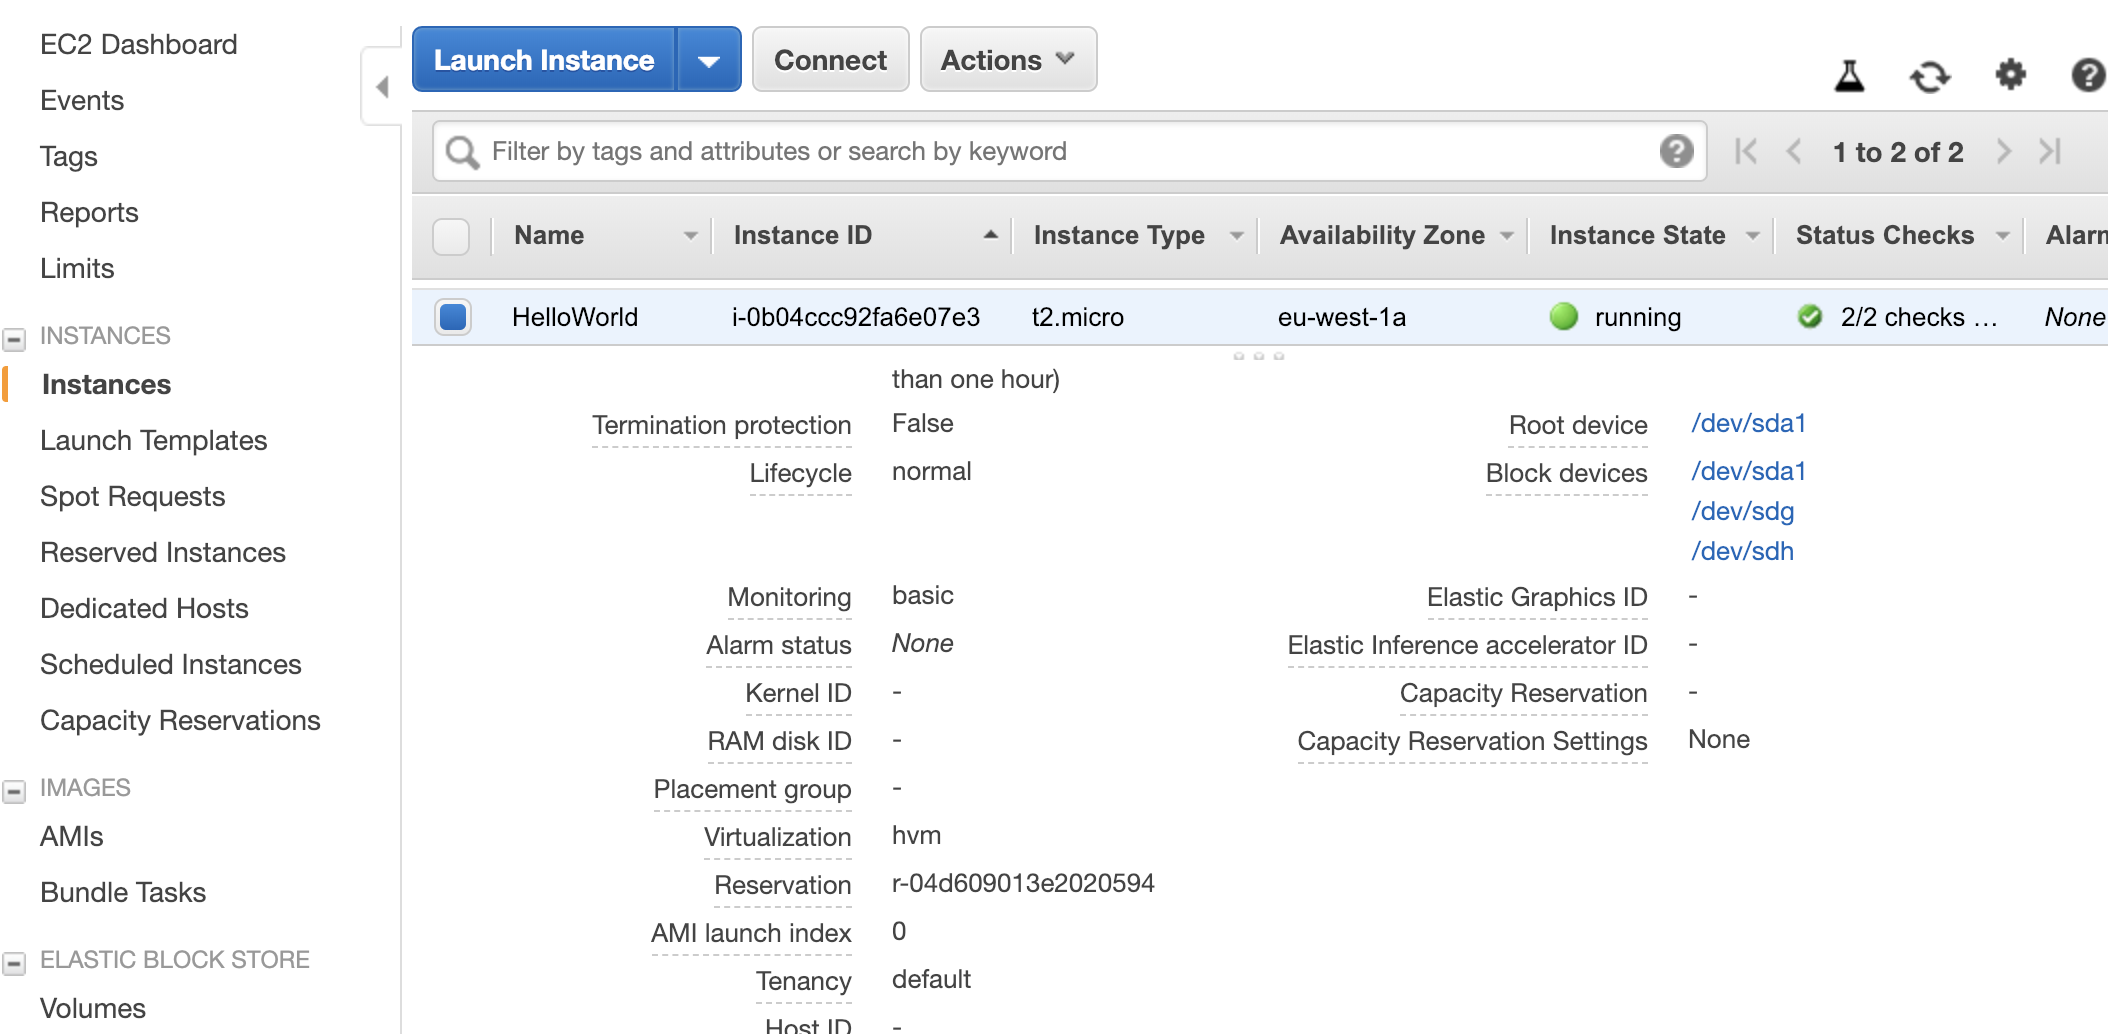 EC2 Dashboard
Events
Tags
Reports
Limits
INSTANCES
Instances
Launch Templates
Spot Requests
Reserved Instances
Dedicated Hosts
Scheduled Instances
Capacity Reservations
IMAGES
AMIs
Bundle Tasks
ELASTIC BLOCK STORE
Volumes
Launch Instance Connect Actions
Filter by tags and attributes or search by keyword 1 to 2 of 2
Name Instance ID Instance Type Availability Zone Instance State Status Checks Alarm
HelloWorld i-0b04ccc92fa6e07e3 t2.micro eu-west-1a running 2/2 checks ... None
than one hour)
Termination protection False
Lifecycle normal
Monitoring basic
Alarm status None
Kernel ID -
RAM disk ID -
Placement group -
Virtualization hvm
Reservation r-04d609013e2020594
AMI launch index 0
Tenancy default
Host ID -
Root device /dev/sda1
Block devices /dev/sda1
/dev/sdg
/dev/sdh
Elastic Graphics ID -
Elastic Inference accelerator ID -
Capacity Reservation -
Capacity Reservation Settings None